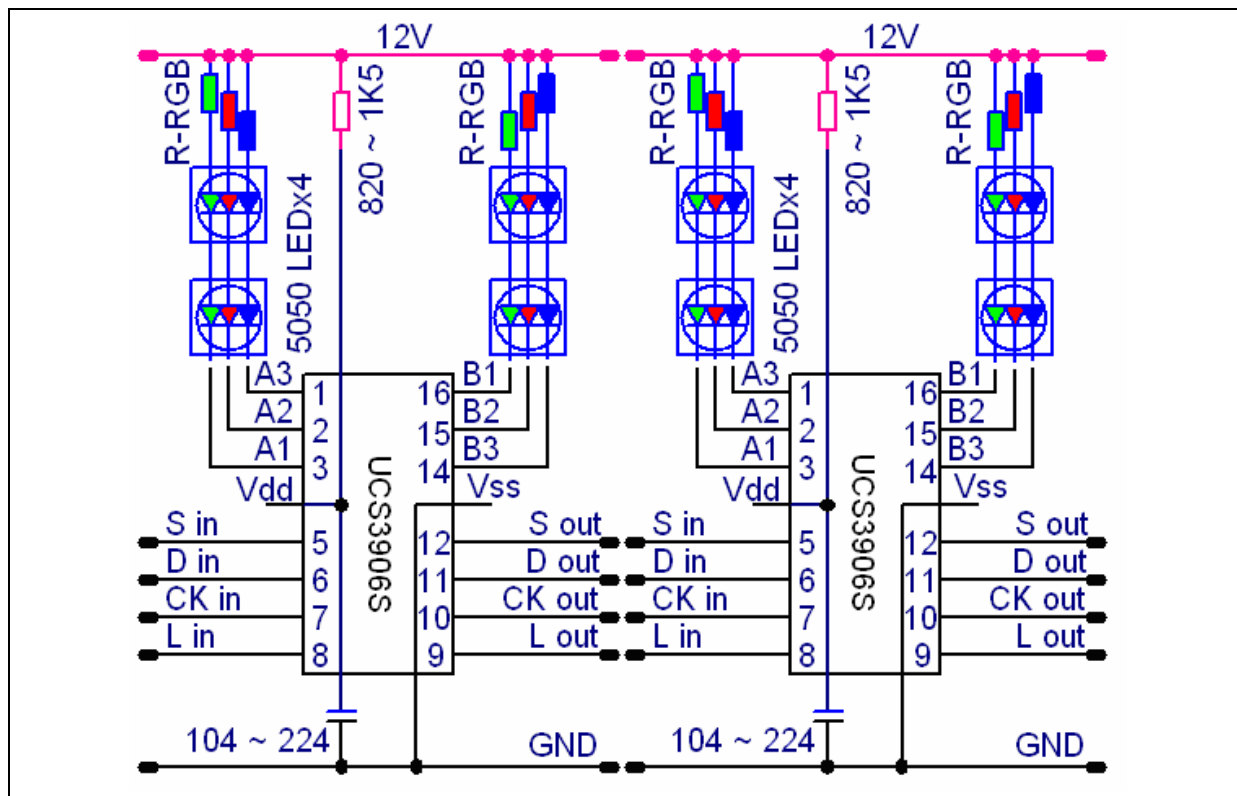 12V
R-RGB
820 ~ 1K5
R-RGB
5050 LEDx4
A3
1
A2
2
A1
3
Vdd
S in
5
D in
6
CK in
7
L in
8
UCS3906S
B1
16
B2
15
B3
14
Vss
S out
12
D out
11
CK out
10
L out
9
104 ~ 224
GND
12V
R-RGB
820 ~ 1K5
R-RGB
5050 LEDx4
A3
1
A2
2
A1
3
Vdd
S in
5
D in
6
CK in
7
L in
8
UCS3906S
B1
16
B2
15
B3
14
Vss
S out
12
D out
11
CK out
10
L out
9
104 ~ 224
GND